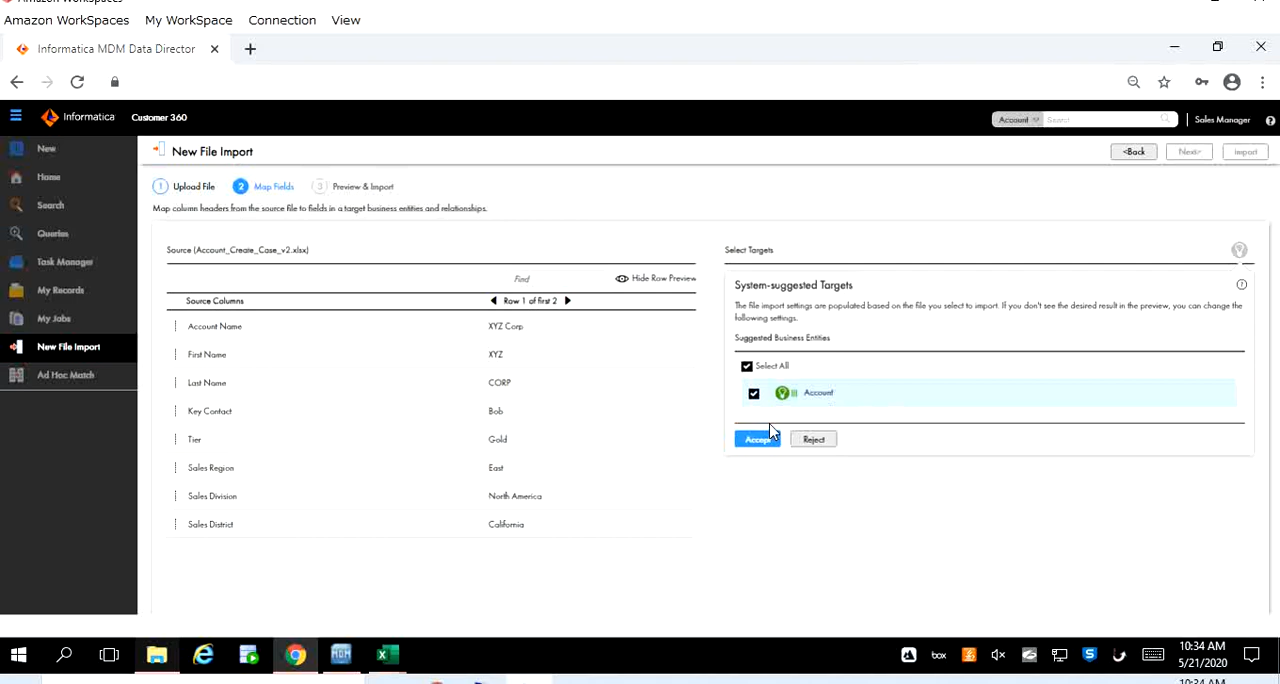 Amazon WorkSpaces
Amazon WorkSpaces My WorkSpace Connection View
Informatica MDM Data Director
Informatica Customer 360 Account Search Sales Manager
New
Home
Search
Queries
Task Manager
My Records
My Jobs
New File Import
Ad Hoc Match
New File Import <Back Next> Import
1 Upload File 2 Map Fields 3 Preview & Import
Map column headers from the source file to fields in a target business entities and relationships.
Source (Account_Create_Case_v2.xlsx)
Find Hide Row Preview
Source Columns Row 1 of first 2
Account Name XYZ Corp
First Name XYZ
Last Name CORP
Key Contact Bob
Tier Gold
Sales Region East
Sales Division North America
Sales District California
Select Targets
System-suggested Targets
The file import settings are populated based on the file you select to import. If you don't see the desired result in the preview, you can change the
following settings.
Suggested Business Entities
Select All
Account
Accept Reject
MDM
box
10:34 AM
5/21/2020
10:34 AM